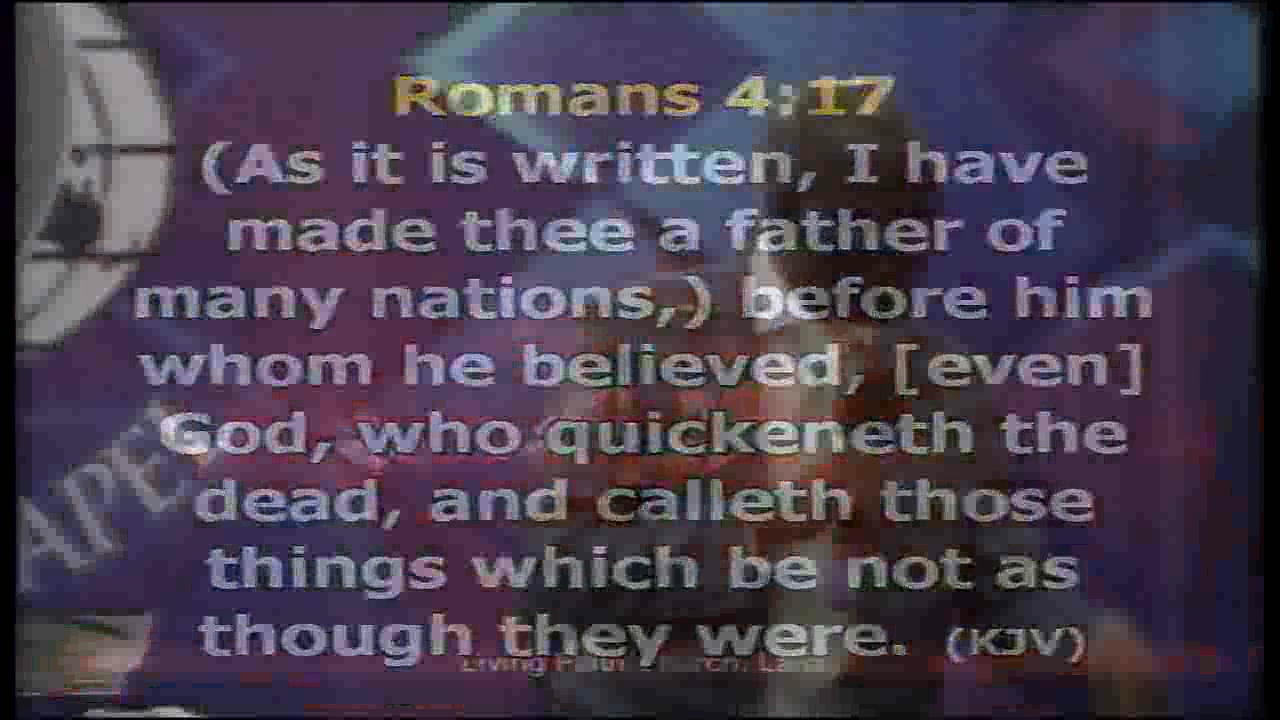 Romans 4:17
(As it is written, I have
made thee a father of
many nations,) before him
whom he believed, [even]
God, who quickeneth the
dead, and calleth those
things which be not as
though they were. (KJV)
APE